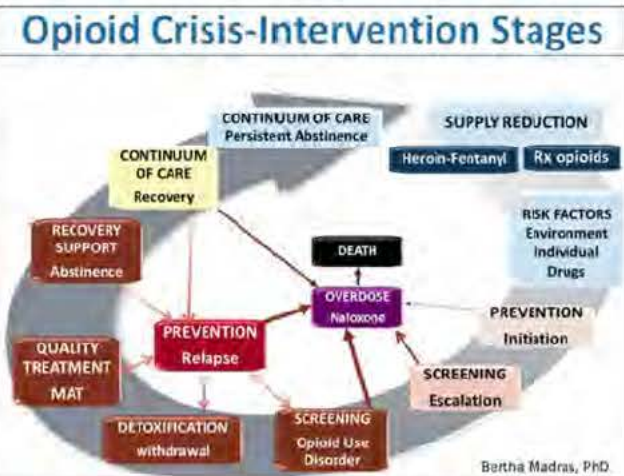 Opioid Crisis-Intervention Stages
CONTINUUM OF CARE
Persistent Abstinence
SUPPLY REDUCTION
Heroin-Fentanyl
Rx opioids
CONTINUUM
OF CARE
Recovery
RISK FACTORS
Environment
Individual
Drugs
RECOVERY
SUPPORT
Abstinence
DEATH
OVERDOSE
Naloxone
PREVENTION
Initiation
PREVENTION
Relapse
QUALITY
TREATMENT
MAT
SCREENING
Escalation
DETOXIFICATION
withdrawal
SCREENING
Opioid Use
Disorder
Bertha Madras, PhD